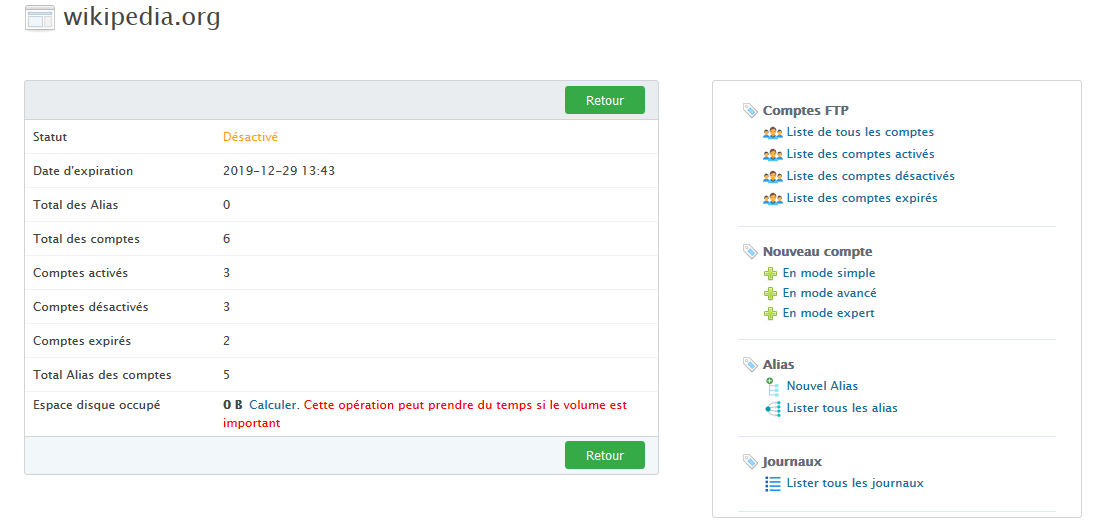 wikipedia.org
Retour
Statut Désactivé
Date d'expiration 2019-12-29 13:43
Total des Alias 0
Total des comptes 6
Comptes activés 3
Comptes désactivés 3
Comptes expirés 2
Total Alias des comptes 5
Espace disque occupé 0 B Calculer. Cette opération peut prendre du temps si le volume est
important
Retour
Comptes FTP
Liste de tous les comptes
Liste des comptes activés
Liste des comptes désactivés
Liste des comptes expirés
Nouveau compte
En mode simple
En mode avancé
En mode expert
Alias
Nouvel Alias
Lister tous les alias
Journaux
Lister tous les journaux